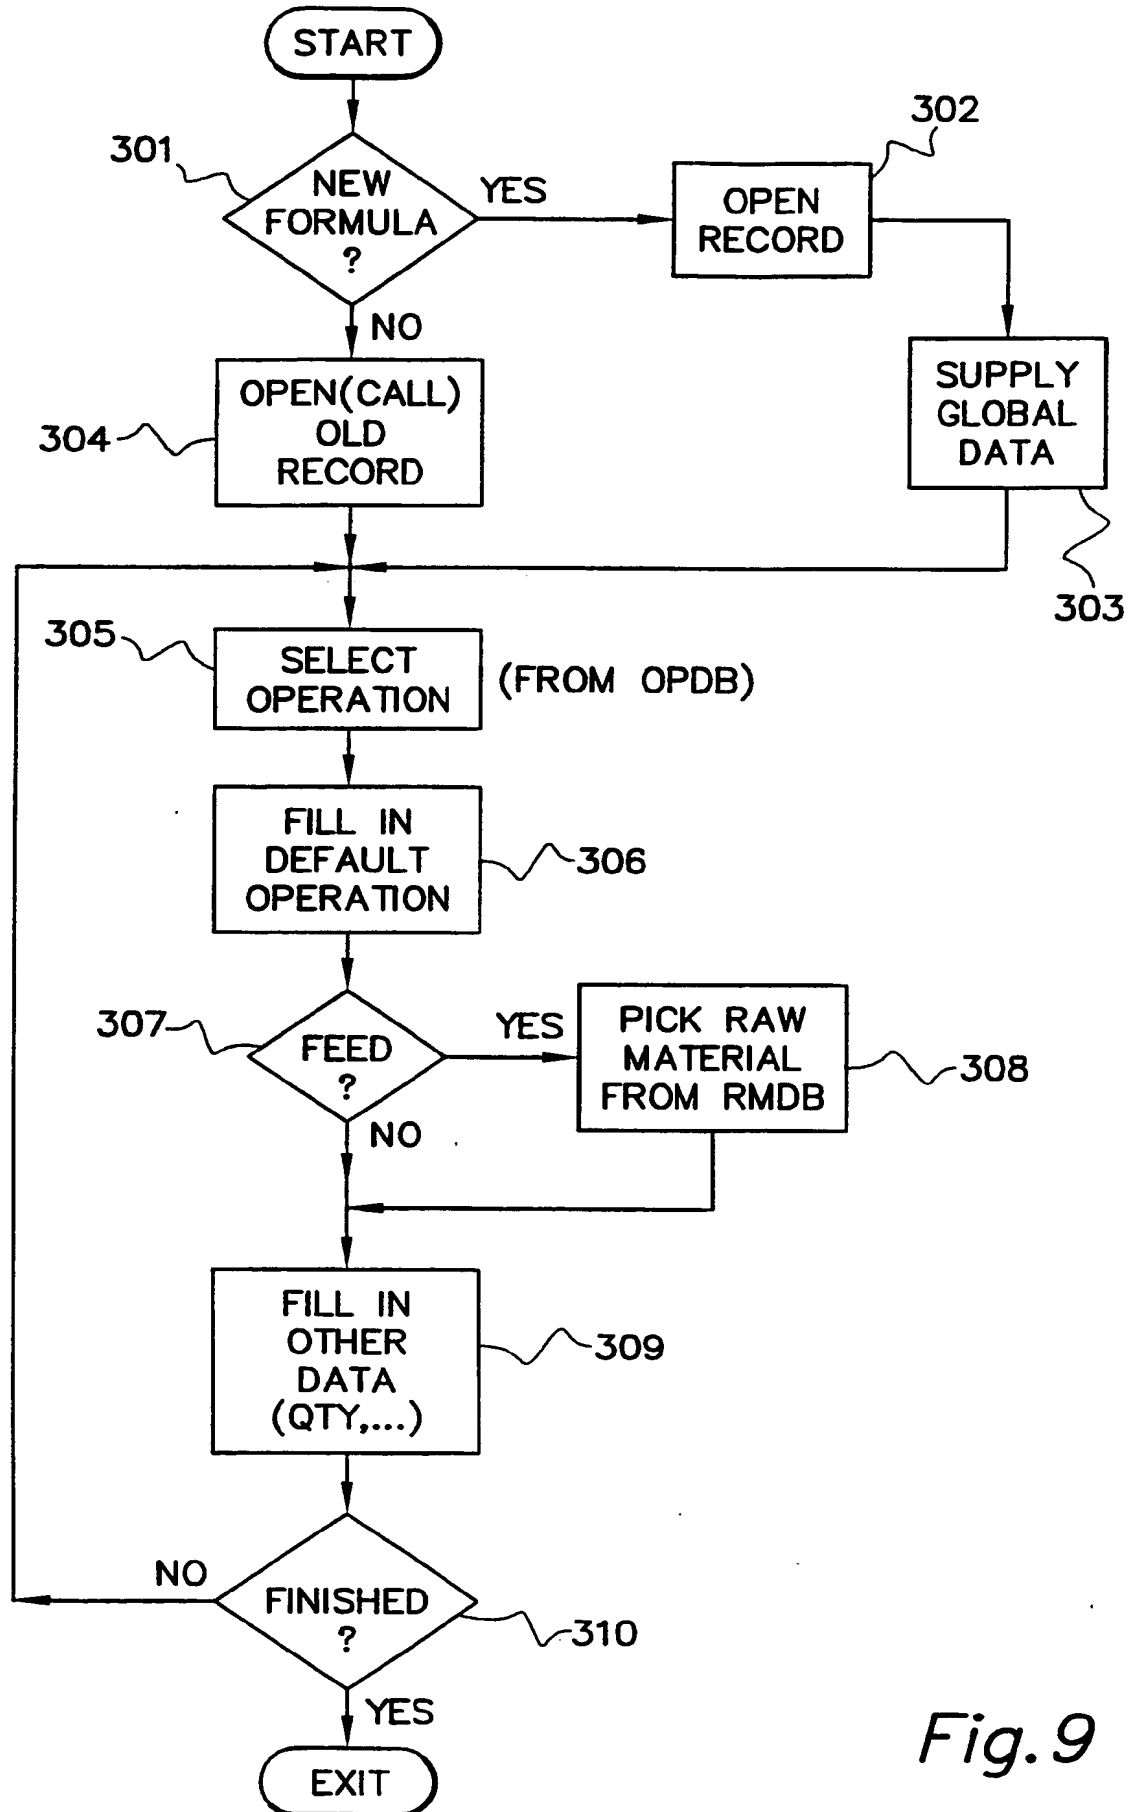 START
302
301
NEW
FORMULA
?
YES
OPEN
RECORD
NO
304
OPEN(CALL)
OLD
RECORD
SUPPLY
GLOBAL
DATA
303
305
SELECT
OPERATION
(FROM OPDB)
FILL IN
DEFAULT
OPERATION
306
307
FEED
?
YES
PICK RAW
MATERIAL
FROM RMDB
308
NO
FILL IN
OTHER
DATA
(QTY,...)
309
NO
FINISHED
?
310
YES
EXIT
Fig. 9